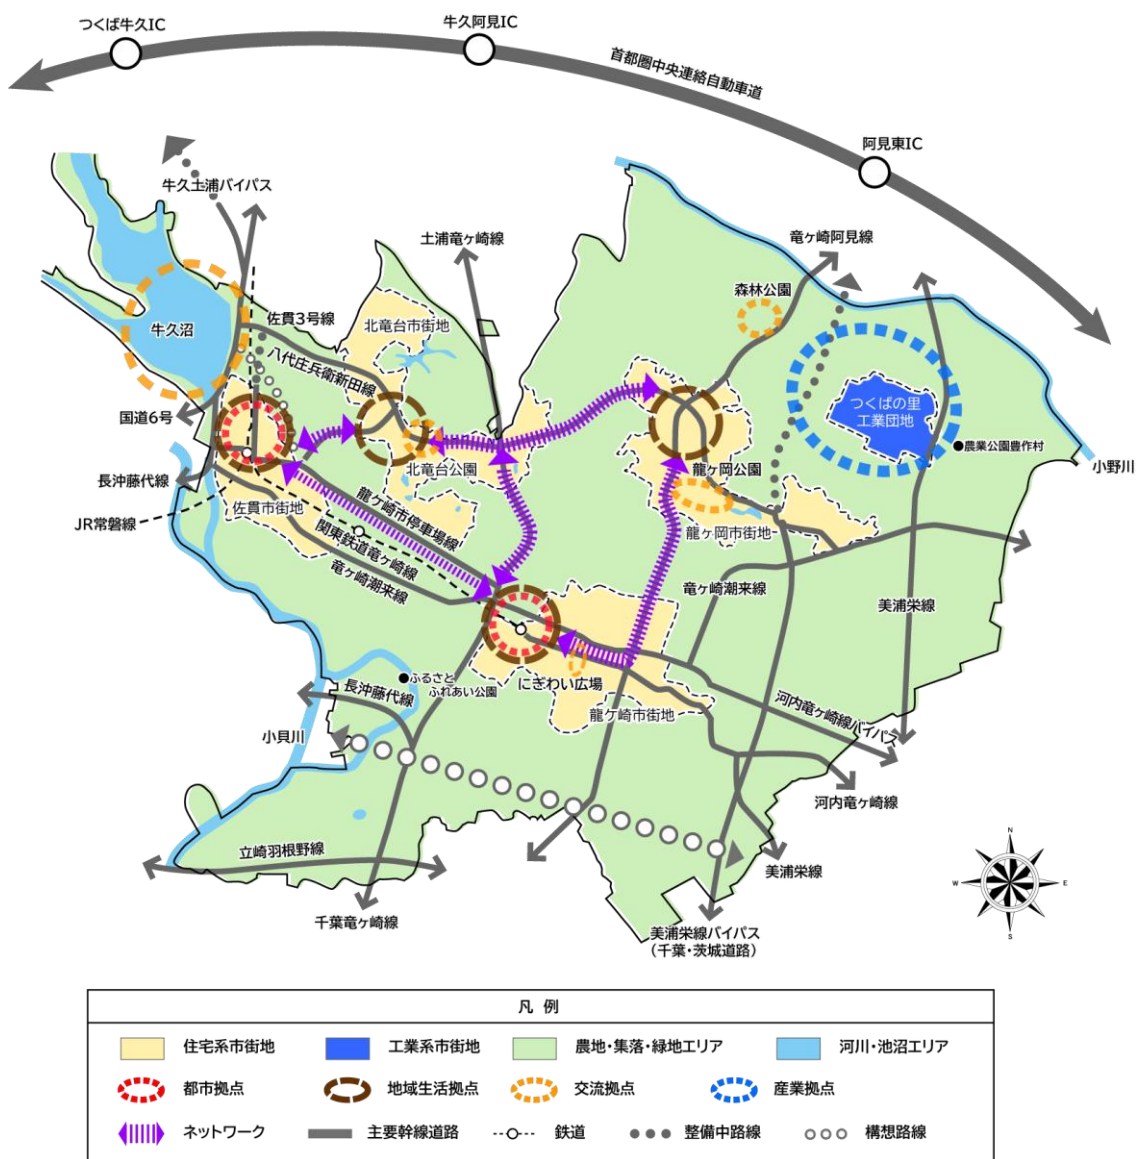 つくば牛久IC
牛久阿見IC
首都圏中央連絡自動車道
阿見東IC
牛久土浦バイパス
土浦竜ヶ崎線
竜ヶ崎阿見線
森林公園
佐貫3号線
北竜台市街地
牛久沼
八代庄兵衛新田線
国道6号
つくばの里
工業団地
農業公園豊作村
小野川
北竜台公園
龍ヶ岡公園
長沖藤代線
佐貫市街地
龍ヶ崎市停車場線
JR常磐線
関東鉄道竜ヶ崎線
龍ヶ岡市街地
竜ヶ崎潮来線
竜ヶ崎潮来線
美浦栄線
ふるさと
ふれあい公園
にぎわい広場
長沖藤代線
龍ケ崎市街地
河内竜ヶ崎線バイパス
小貝川
河内竜ヶ崎線
立崎羽根野線
美浦栄線
千葉竜ヶ崎線
美浦栄線バイパス
(千葉・茨城道路)
N
W
E
S
凡 例
住宅系市街地
工業系市街地
農地・集落・緑地エリア
河川・池沼エリア
都市拠点
地域生活拠点
交流拠点
産業拠点
ネットワーク
主要幹線道路
鉄道
整備中路線
構想路線